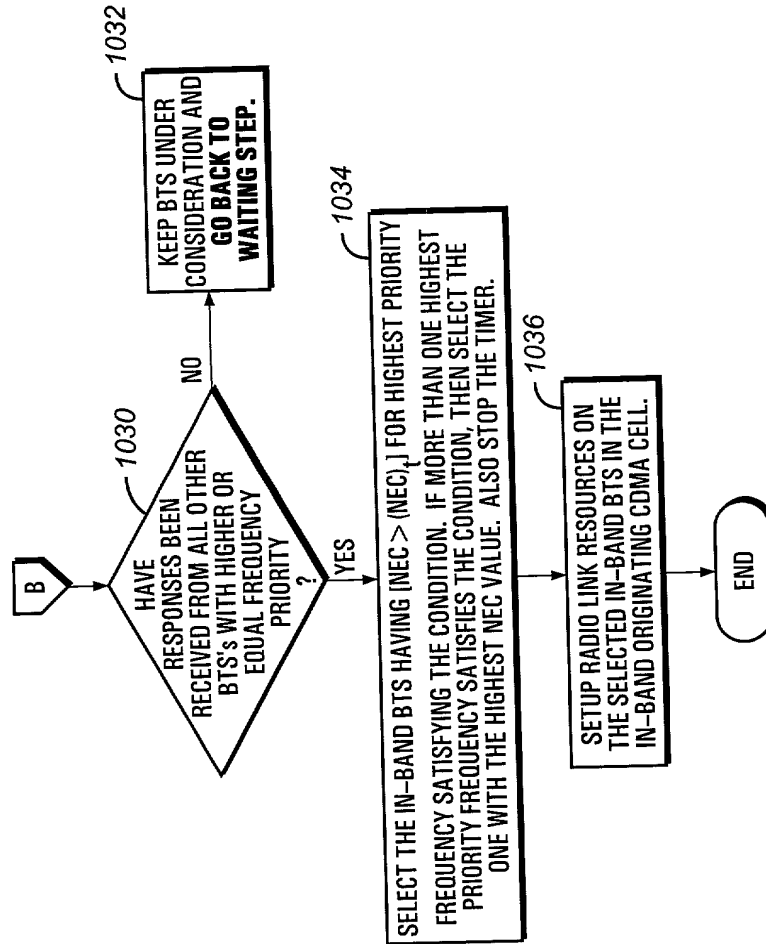 B
1030
HAVE
RESPONSES BEEN
RECEIVED FROM ALL OTHER
BTS's WITH HIGHER OR
EQUAL FREQUENCY
PRIORITY
?
NO
1032
KEEP BTS UNDER
CONSIDERATION AND
GO BACK TO
WAITING STEP.
YES
1034
SELECT THE IN-BAND BTS HAVING [NEC > (NEC)t] FOR HIGHEST PRIORITY
FREQUENCY SATISFYING THE CONDITION. IF MORE THAN ONE HIGHEST
PRIORITY FREQUENCY SATISFIES THE CONDITION, THEN SELECT THE
ONE WITH THE HIGHEST NEC VALUE. ALSO STOP THE TIMER.
1036
SETUP RADIO LINK RESOURCES ON
THE SELECTED IN-BAND BTS IN THE
IN-BAND ORIGINATING CDMA CELL.
END